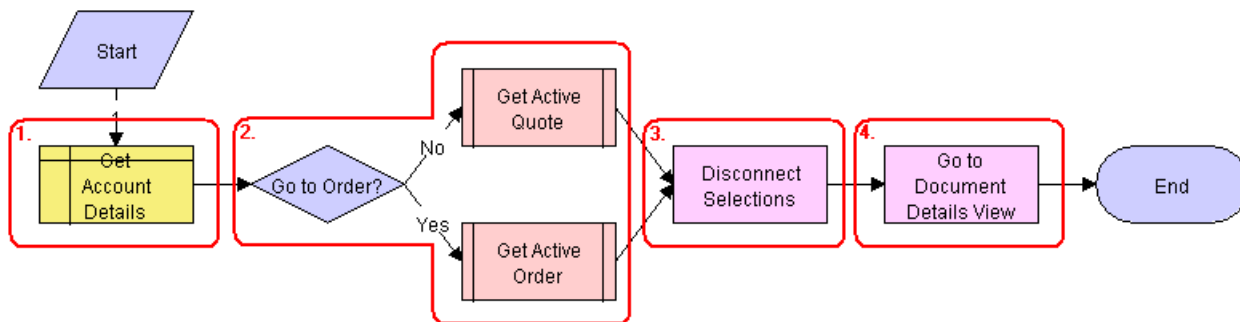 Start
1
1.
Get
Account
Details
2.
Go to Order?
No
Yes
Get Active
Quote
Get Active
Order
3.
Disconnect
Selections
4.
Go to
Document
Details View
End